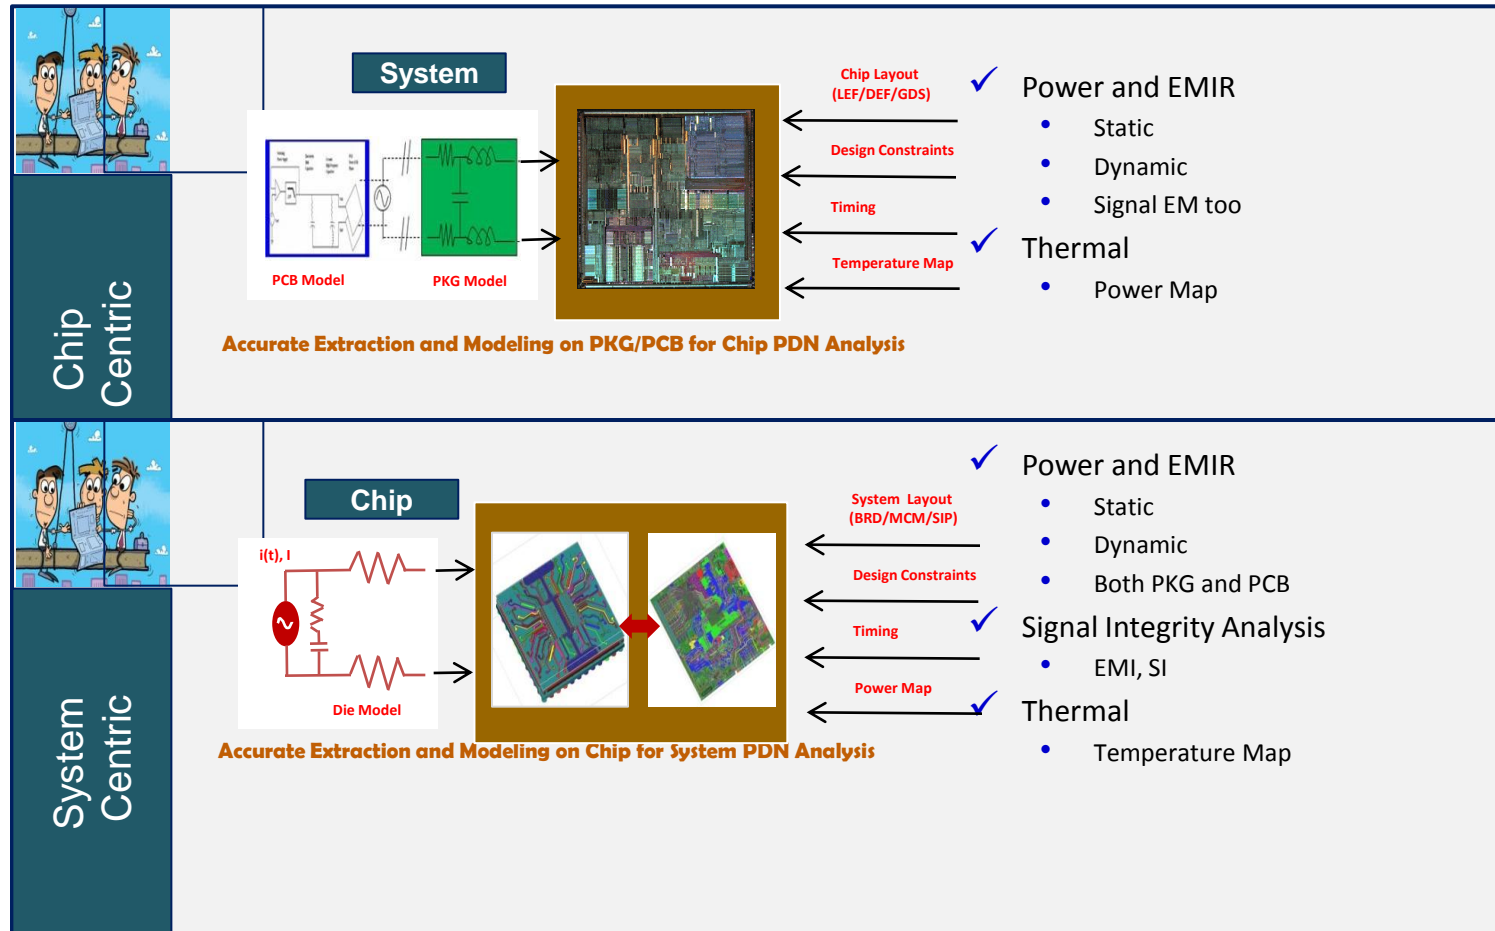 System
Chip Layout
(LEF/DEF/GDS)
Design Constraints
Timing
Temperature Map
PCB Model
PKG Model
Accurate Extraction and Modeling on PKG/PCB for Chip PDN Analysis
✓ Power and EMIR
• Static
• Dynamic
• Signal EM too
✓ Thermal
• Power Map
Chip
Centric
Chip
i(t), I
Die Model
System Layout
(BRD/MCM/SIP)
Design Constraints
Timing
Power Map
Accurate Extraction and Modeling on Chip for System PDN Analysis
✓ Power and EMIR
• Static
• Dynamic
• Both PKG and PCB
✓ Signal Integrity Analysis
• EMI, SI
✓ Thermal
• Temperature Map
System
Centric